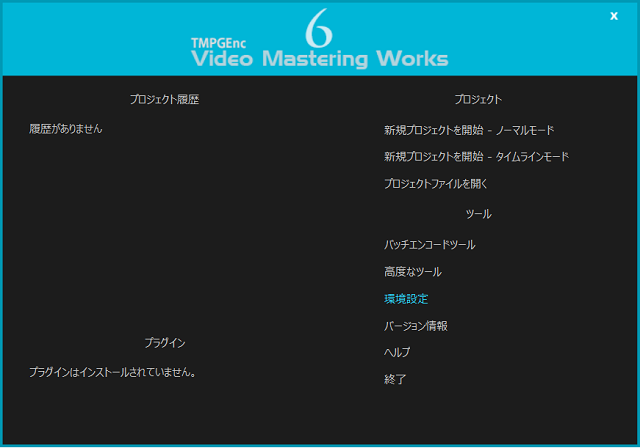 x
6
TMPGEnc
Video Mastering Works
プロジェクト履歴
履歴がありません
プラグイン
プラグインはインストールされていません。
プロジェクト
新規プロジェクトを開始 - ノーマルモード
新規プロジェクトを開始 - タイムラインモード
プロジェクトファイルを開く
ツール
バッチエンコードツール
高度なツール
環境設定
バージョン情報
ヘルプ
終了